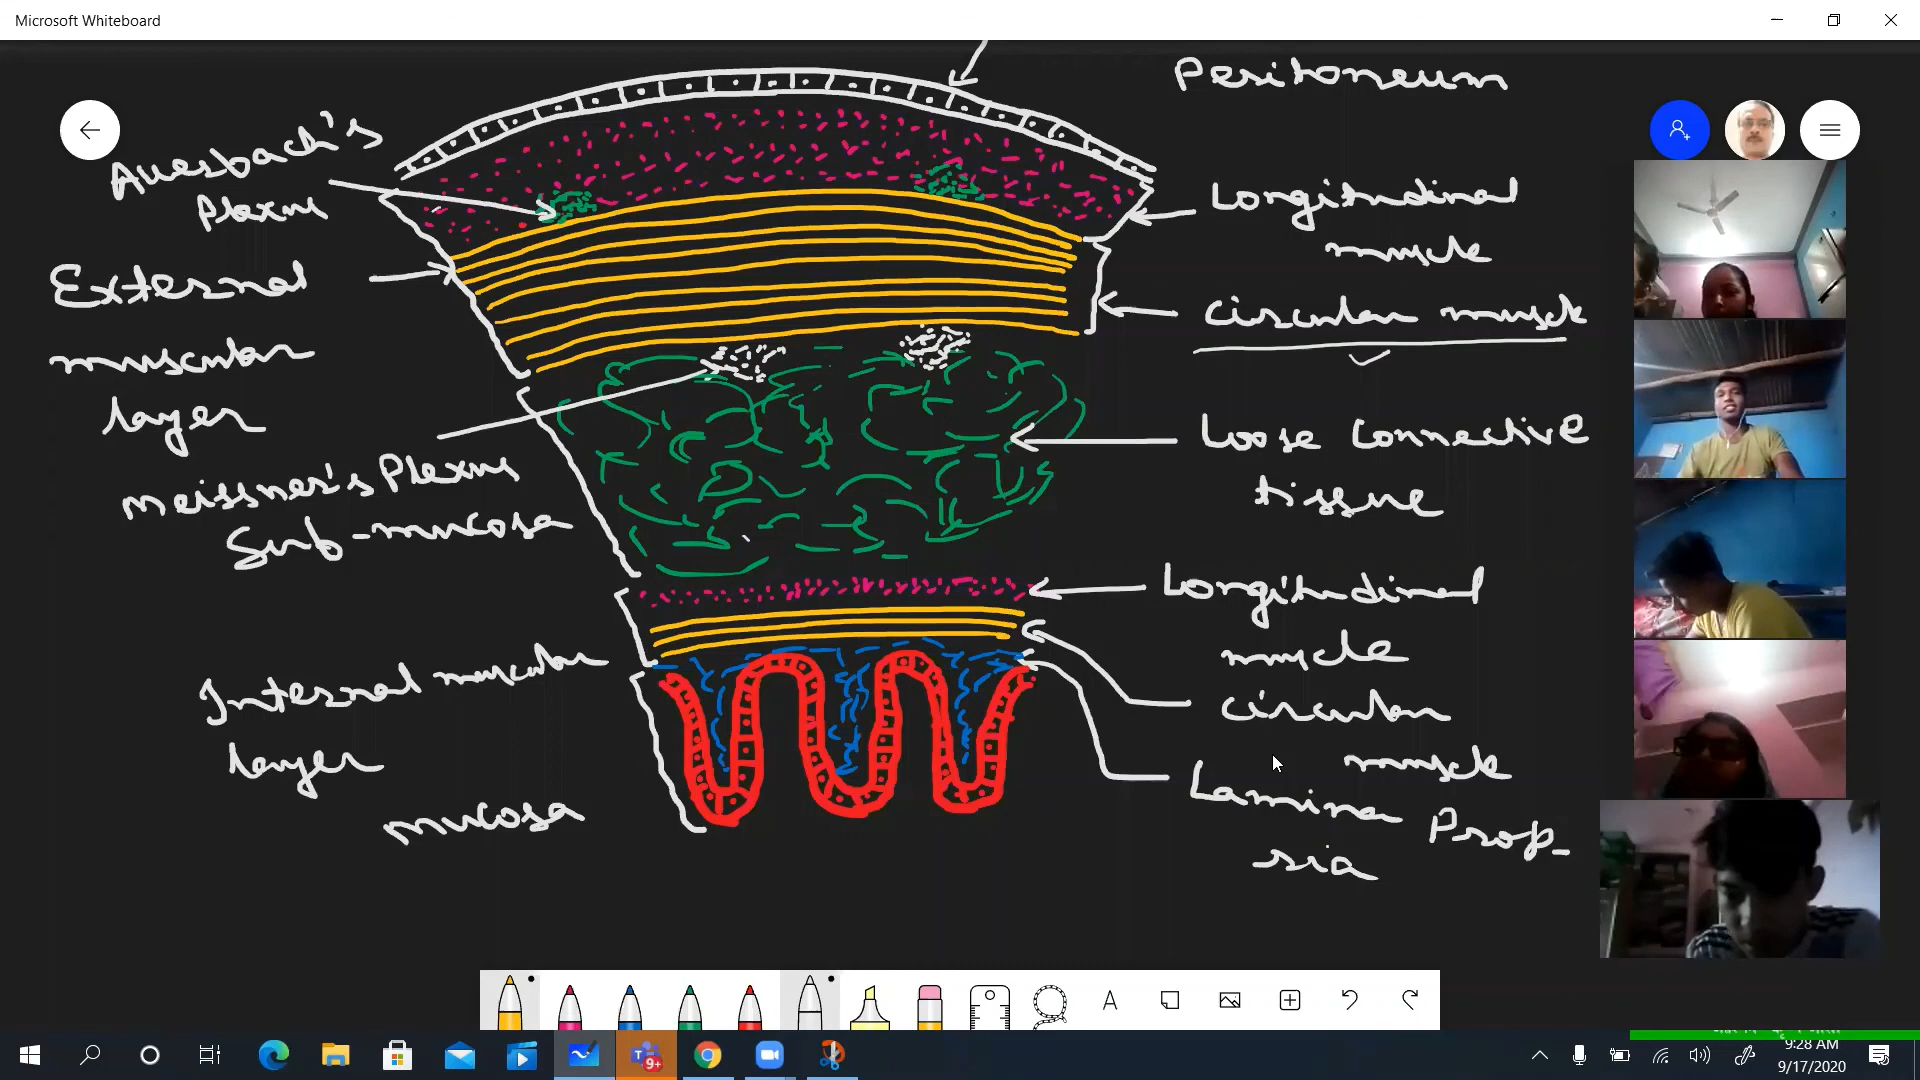 Microsoft Whiteboard
Peritoneum
Auerbach's
Plexus
Longitudinal
muscle
External
muscular
layer
Circular muscle
Meissner's Plexus
Sub-mucosa
Loose Connective
tissue
Longitudinal
muscle
Internal muscular
layer
circular
muscle
mucosa
Lamina Prop-
ria
A
T
9+
9:28 AM
9/17/2020